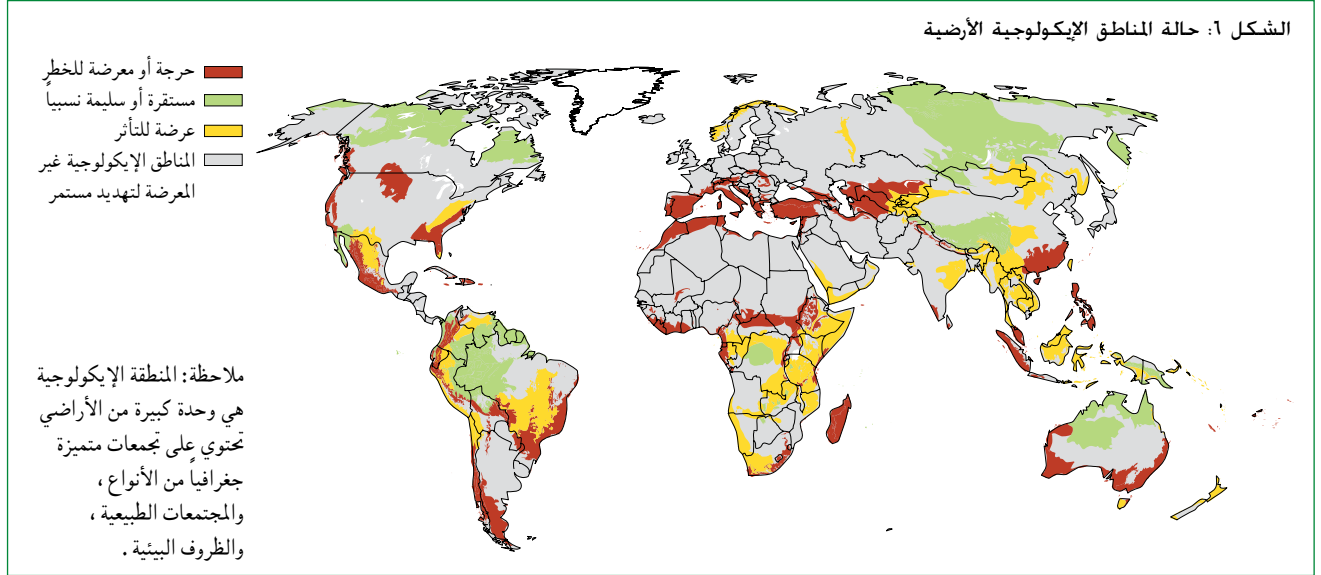 الشكل ٦: حالة المناطق الإيكولوجية الأرضية
حرجة أو معرضة للخطر
مستقرة أو سليمة نسبياً
عرضة للتأثر
المناطق الإيكولوجية غير
المعرضة لتهديد مستمر
ملاحظة: المنطقة الإيكولوجية
هي وحدة كبيرة من الأراضي
تحتوي على تجمعات متميزة
جغرافياً من الأنواع،
والمجتمعات الطبيعية،
والظروف البيئية.